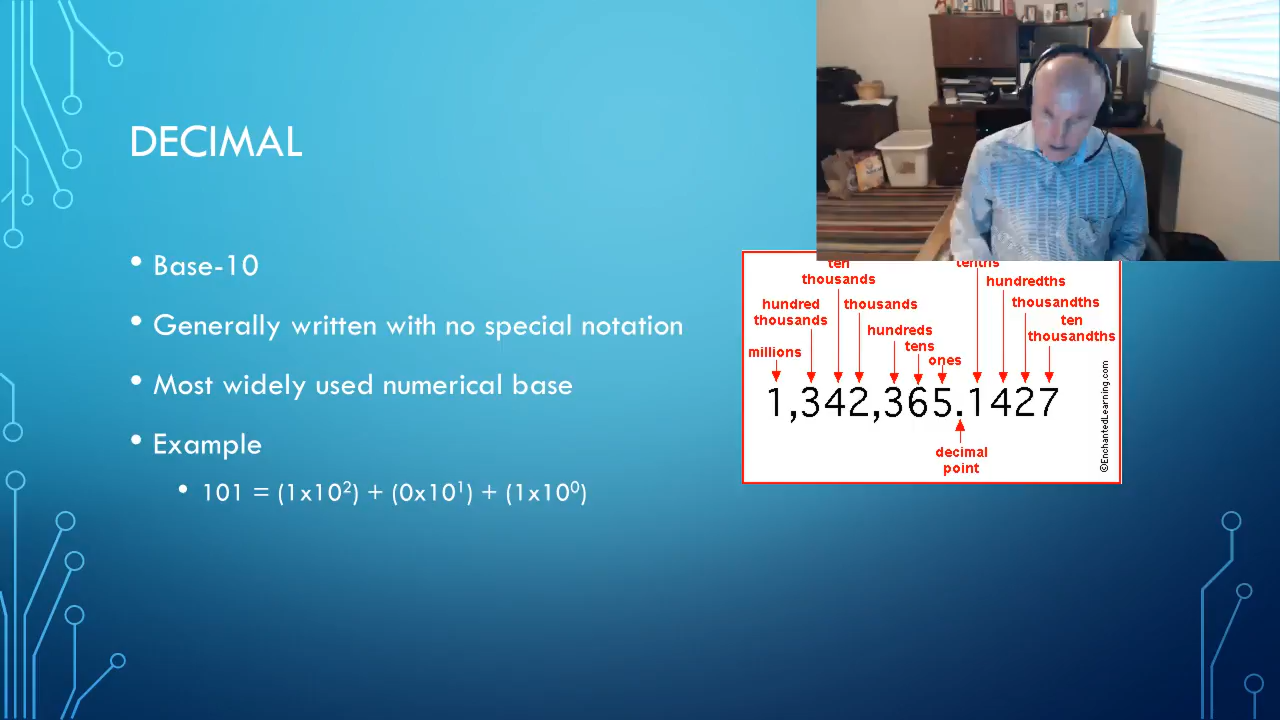 DECIMAL
• Base-10
• Generally written with no special notation
• Most widely used numerical base
• Example
• 101 = (1x10²) + (0x10¹) + (1x10⁰)
ten
thousands
tenths
hundredths
hundred
thousands
thousands
thousandths
ten
thousandths
hundreds
tens
ones
millions
1,342,365.1427
decimal
point
©EnchantedLearning.com